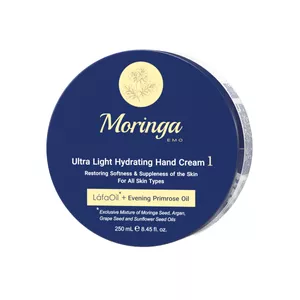 Moringa
EMO
Ultra Light Hydrating Hand Cream 1
Restoring Softness & Suppleness of the Skin
For All Skin Types
LáfaOil* + Evening Primrose Oil
*Exclusive Mixture of Moringa Seed, Argan,
Grape Seed and Sunflower Seed Oils
250 mL e 8.45 fl. oz.